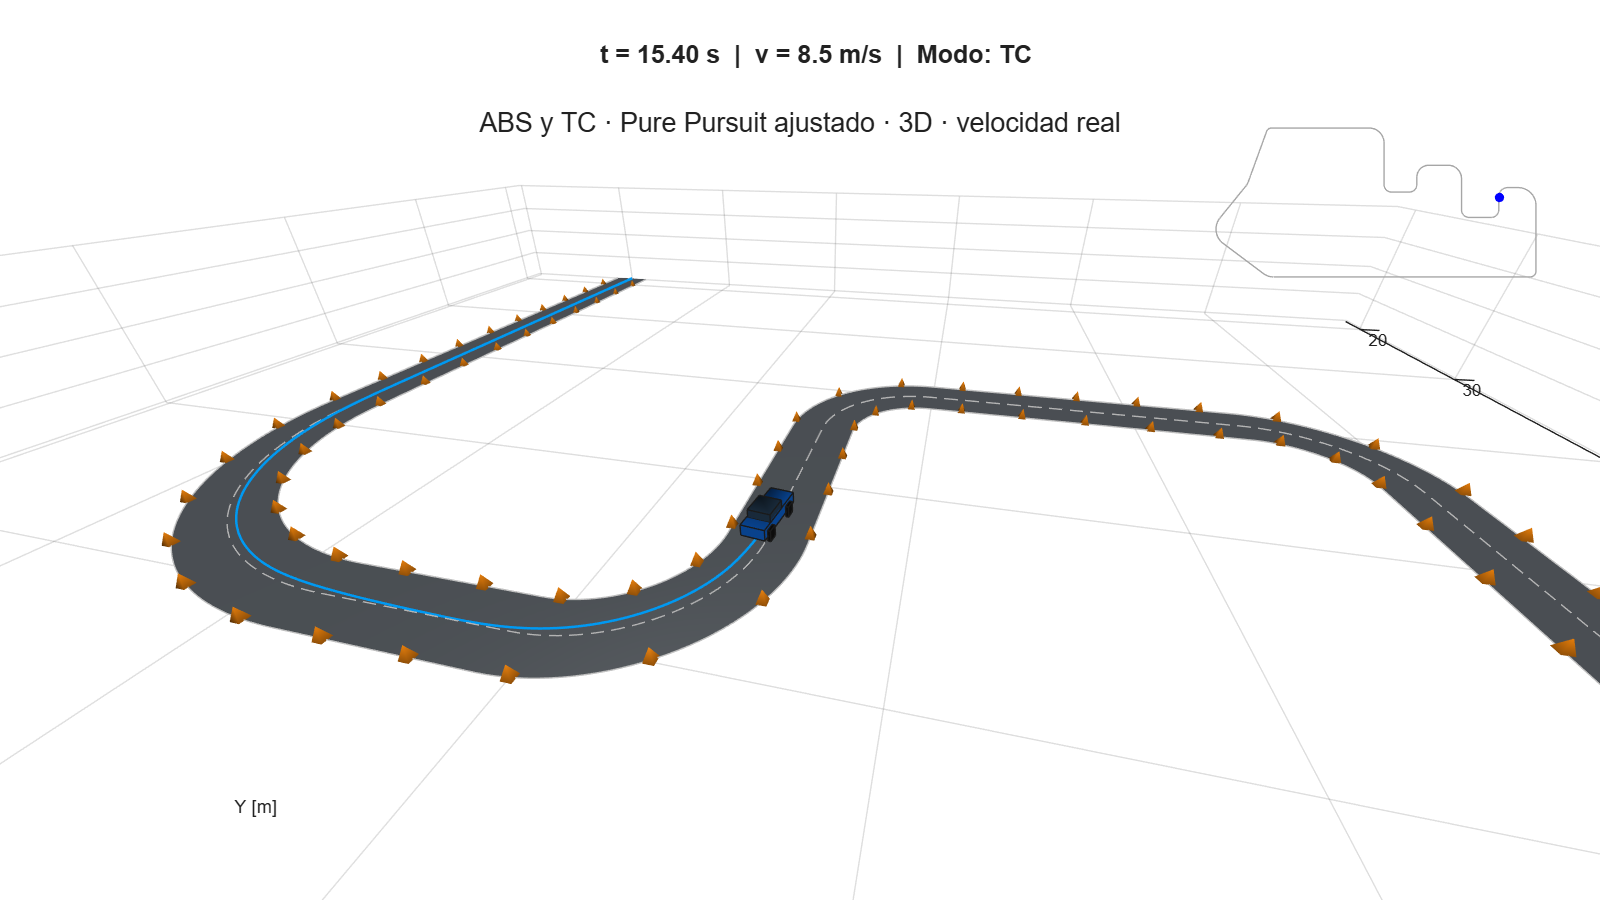 t = 15.40 s | v = 8.5 m/s | Modo: TC
ABS y TC · Pure Pursuit ajustado · 3D · velocidad real
20
30
Y [m]